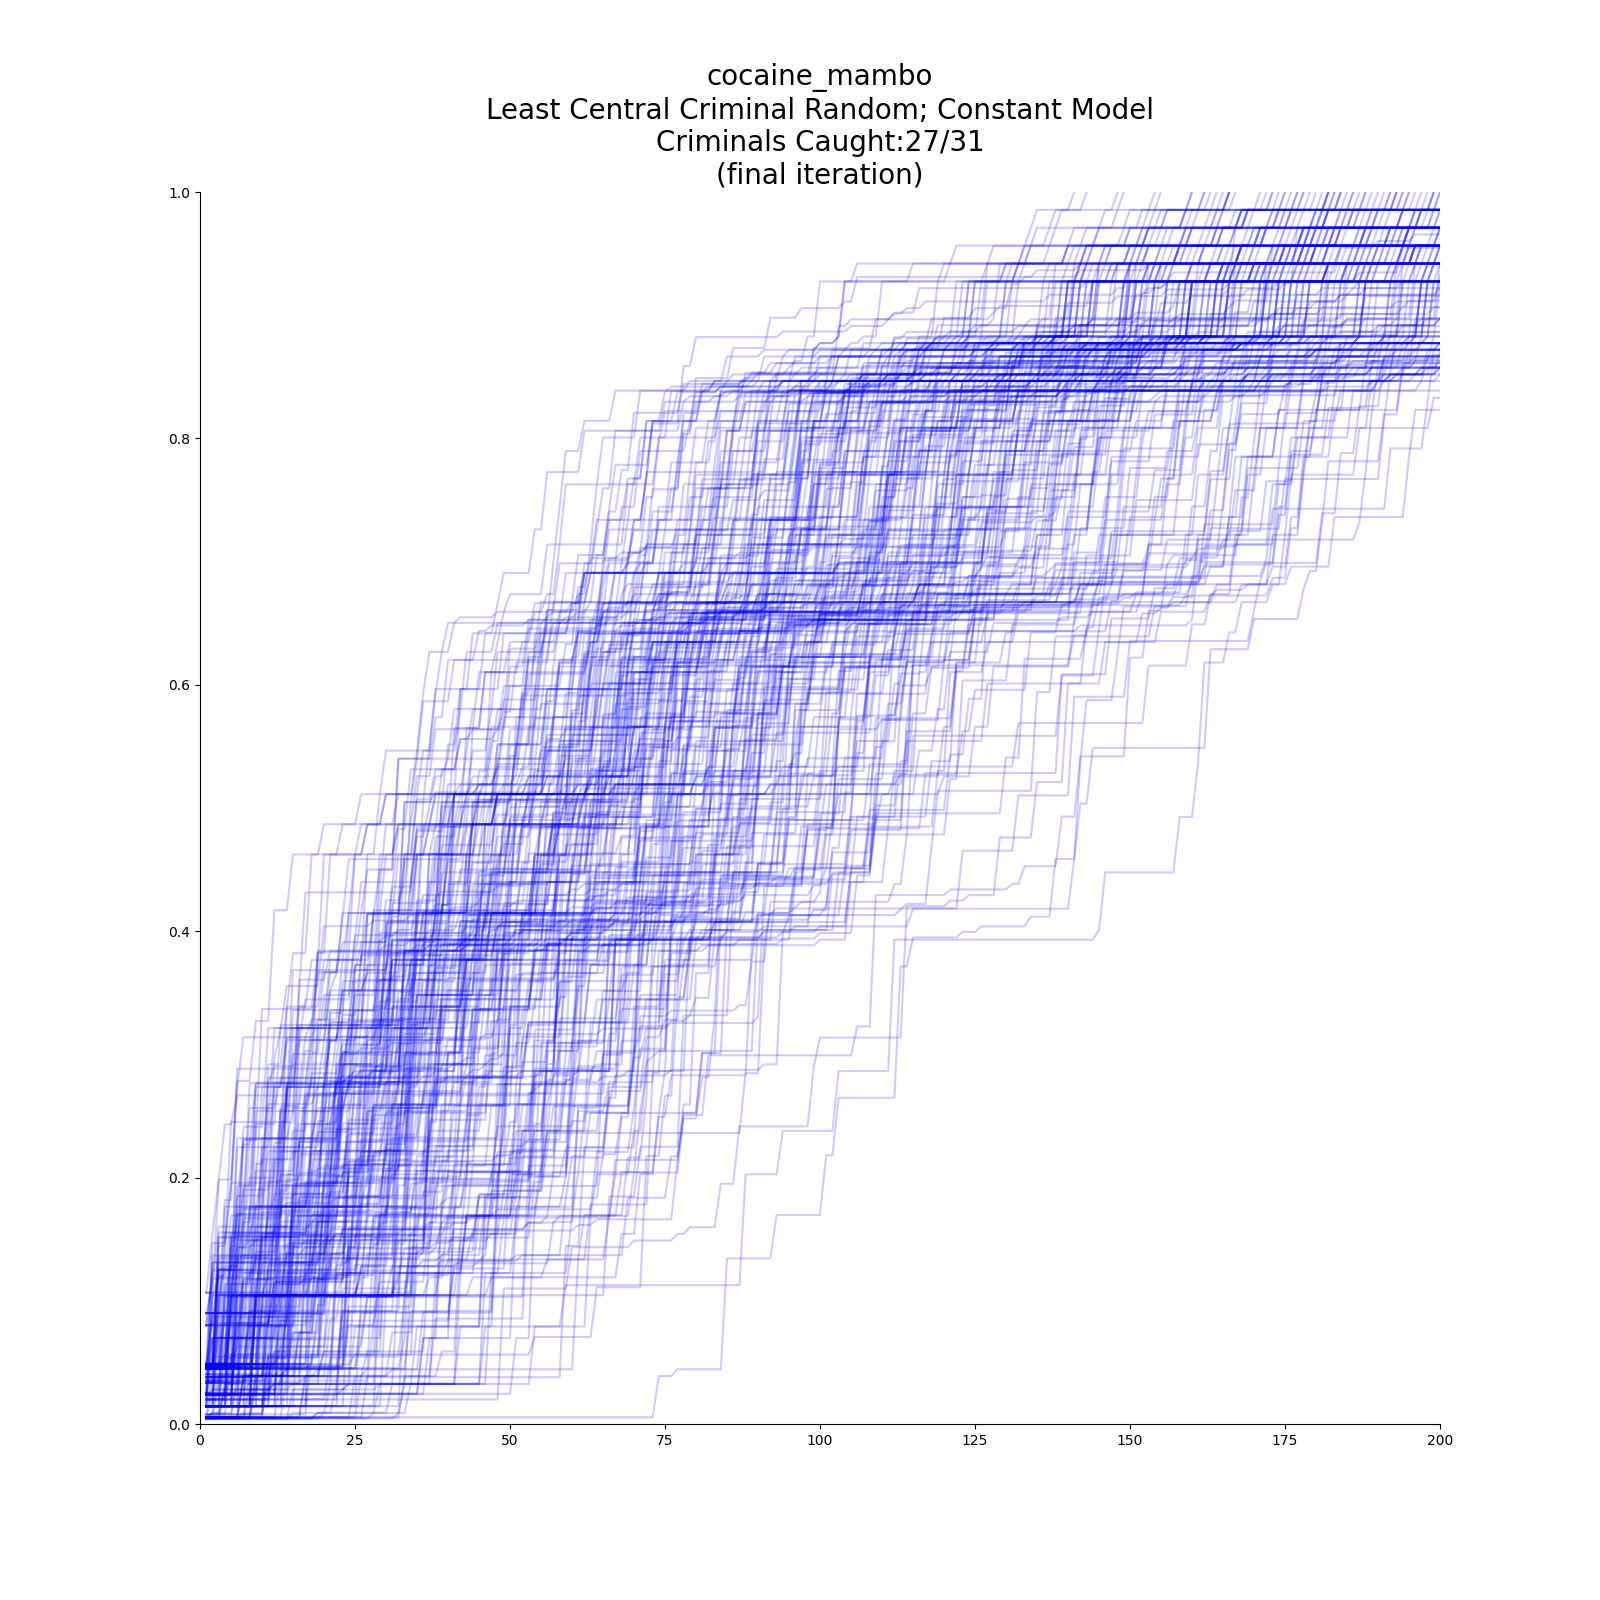 cocaine_mambo
Least Central Criminal Random; Constant Model
Criminals Caught:27/31
(final iteration)
1.0
0.8
0.6
0.4
0.2
0.0
0 25 50 75 100 125 150 175 200